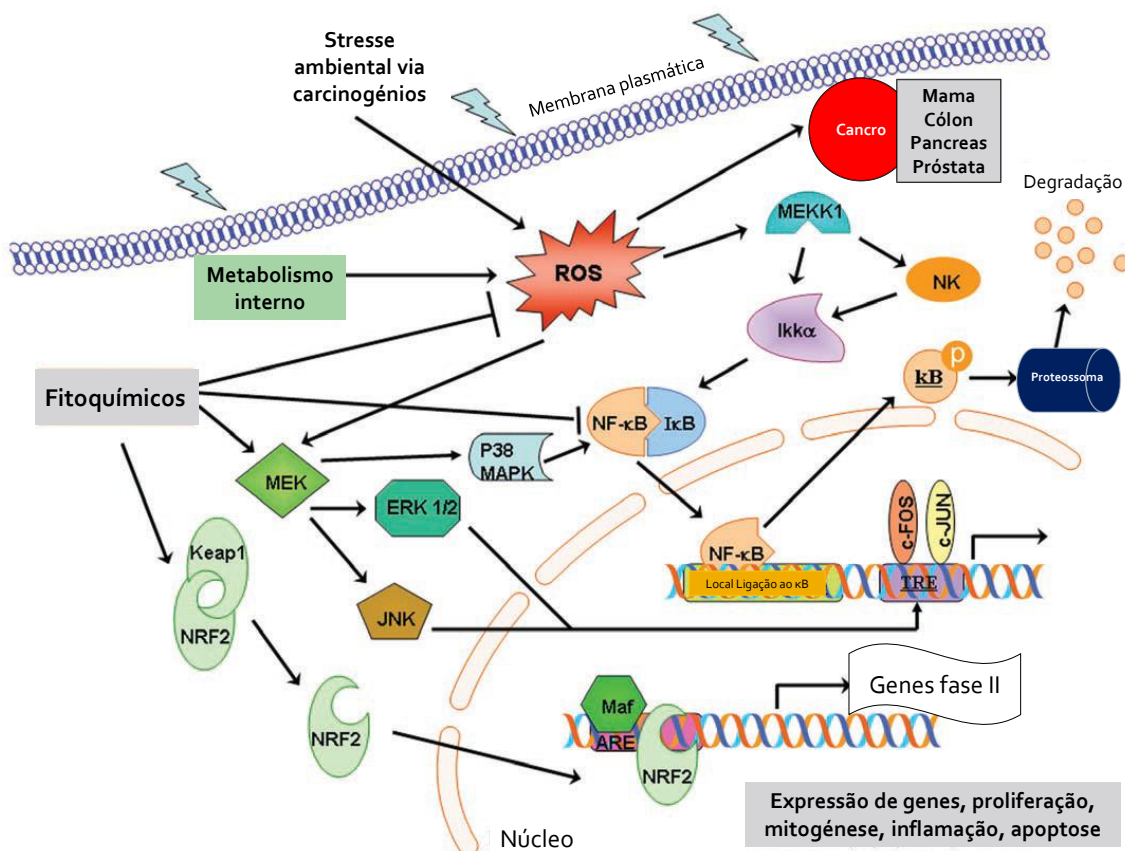 Stresse
ambiental via
carcinogénios
Membrana plasmática
Cancro
Mama
Cólon
Pancreas
Próstata
Degradação
MEKK1
ROS
Metabolismo
interno
NK
Ikkα
Fitoquímicos
kB
p
Proteossoma
NF-κB
IκB
P38
MAPK
MEK
ERK 1/2
c-FOS
c-JUN
Keap1
NRF2
NF-κB
Local Ligação ao κB
TRE
JNK
Genes fase II
Maf
ARE
NRF2
NRF2
Expressão de genes, proliferação,
mitogénese, inflamação, apoptose
Núcleo